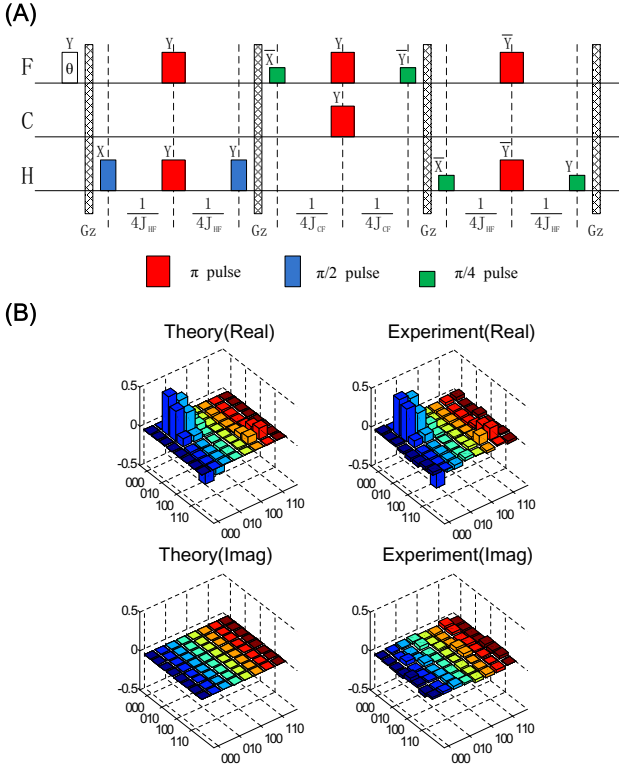 (A)
Y Y Y Y̅
X̅ Y̅
F θ
Y
C
X Y Y X̅ Y̅ Y
H
1/4J_HF 1/4J_HF 1/4J_CF 1/4J_CF 1/4J_HF 1/4J_HF
Gz Gz Gz Gz
π pulse π/2 pulse π/4 pulse
(B)
Theory(Real) Experiment(Real)
0.5 0.5
0 0
-0.5 -0.5
000 010 100 110 000 010 100 110
000 010 100 110 000 010 100 110
Theory(Imag) Experiment(Imag)
0.5 0.5
0 0
-0.5 -0.5
000 010 100 110 000 010 100 110
000 010 100 110 000 010 100 110